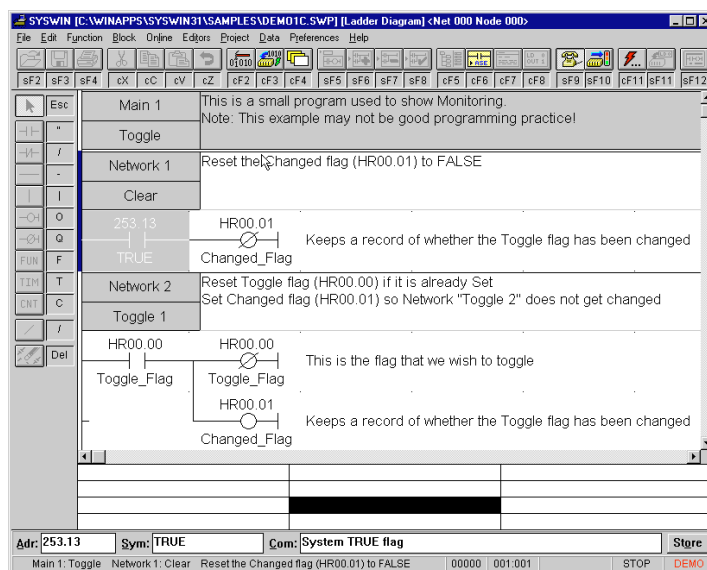 SYSWIN [C:\WINAPPS\SYSWIN31\SAMPLES\DEMO1C.SWP] [Ladder Diagram] <Net 000 Node 000>
File Edit Function Block Online Editors Project Data Preferences Help
sF2 sF3 sF4 cX cC cV cZ cF2 cF3 cF4 sF5 sF6 sF7 sF8 cF5 cF6 cF7 cF8 sF9 sF10 cF11 sF11 sF12
Esc
"
/
-
|
O
Q
FUN F
TIM T
CNT C
/
Del
Main 1
Toggle
This is a small program used to show Monitoring.
Note: This example may not be good programming practice!
Network 1
Clear
Reset the Changed flag (HR00.01) to FALSE
253.13 HR00.01
TRUE Changed_Flag
Keeps a record of whether the Toggle flag has been changed
Network 2
Toggle 1
Reset Toggle flag (HR00.00) if it is already Set
Set Changed flag (HR00.01) so Network "Toggle 2" does not get changed
HR00.00 HR00.00
Toggle_Flag Toggle_Flag
This is the flag that we wish to toggle
HR00.01
Changed_Flag
Keeps a record of whether the Toggle flag has been changed
Adr: 253.13 Sym: TRUE Com: System TRUE flag Store
Main 1: Toggle Network 1: Clear Reset the Changed flag (HR00.01) to FALSE 00000 001:001 STOP DEMO